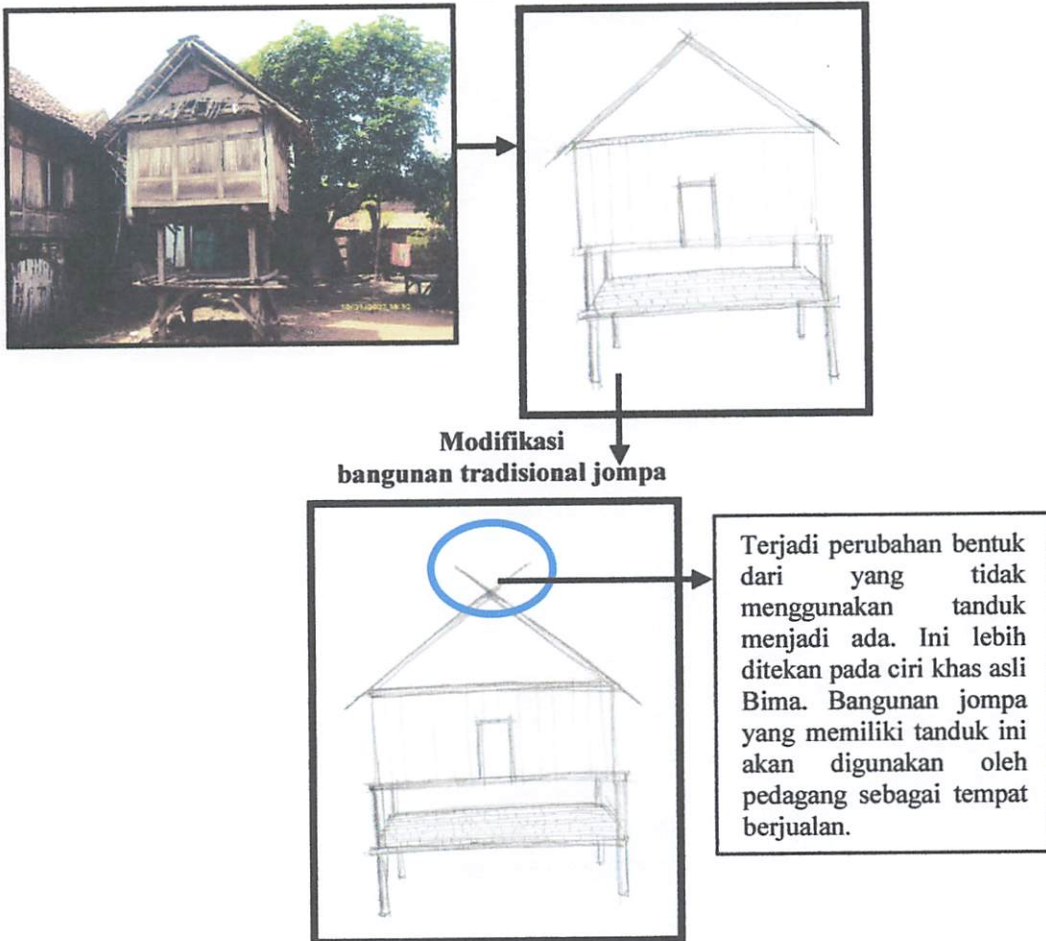 Modifikasi
bangunan tradisional jompa
Terjadi perubahan bentuk
dari yang tidak
menggunakan tanduk
menjadi ada. Ini lebih
ditekan pada ciri khas asli
Bima. Bangunan jompa
yang memiliki tanduk ini
akan digunakan oleh
pedagang sebagai tempat
berjualan.